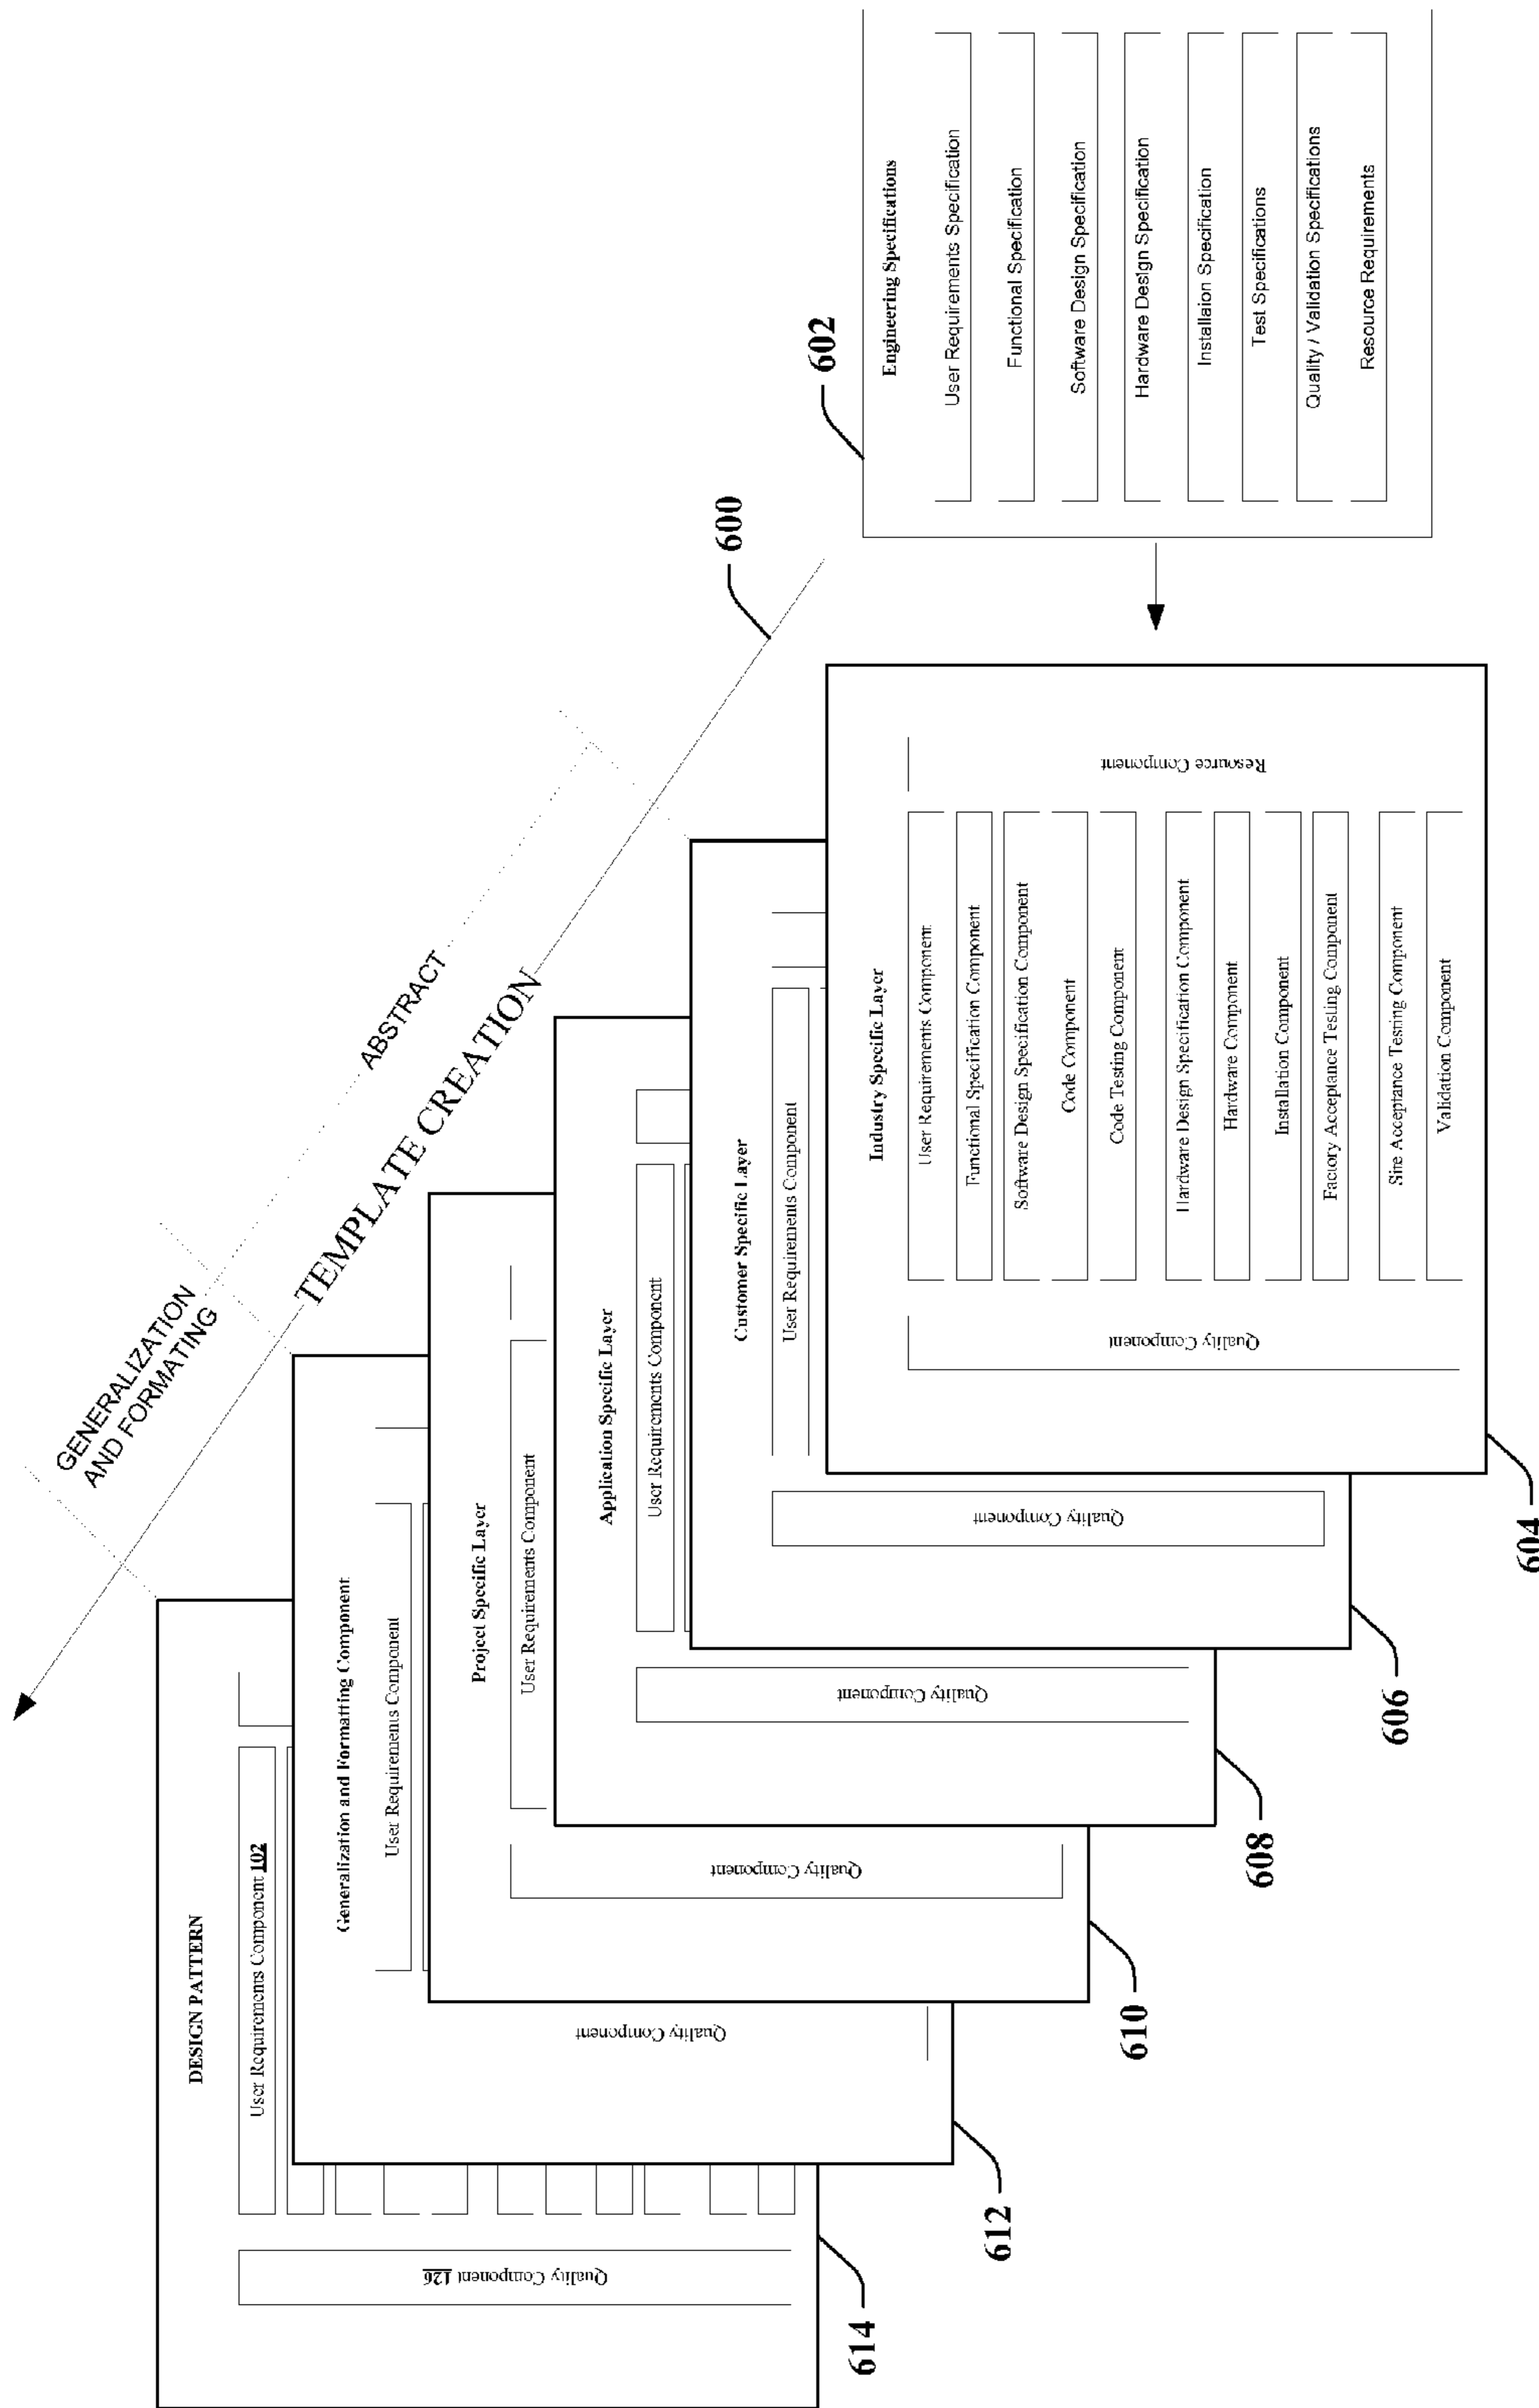 GENERALIZATION
AND FORMATING
ABSTRACT
TEMPLATE CREATION
600
DESIGN PATTERN
User Requirements Component 102
Quality Component 126
614
Generalization and Formatting Component
User Requirements Component
Quality Component
612
Project Specific Layer
User Requirements Component
Quality Component
610
Application Specific Layer
User Requirements Component
Quality Component
608
Customer Specific Layer
User Requirements Component
Quality Component
606
Industry Specific Layer
User Requirements Component
Functional Specification Component
Software Design Specification Component
Code Component
Code Testing Component
Hardware Design Specification Component
Hardware Component
Installation Component
Factory Acceptance Testing Component
Site Acceptance Testing Component
Validation Component
Quality Component
Resource Component
604
602
Engineering Specifications
User Requirements Specification
Functional Specification
Software Design Specification
Hardware Design Specification
Installaion Specification
Test Specifications
Quality / Validation Specifications
Resource Requirements